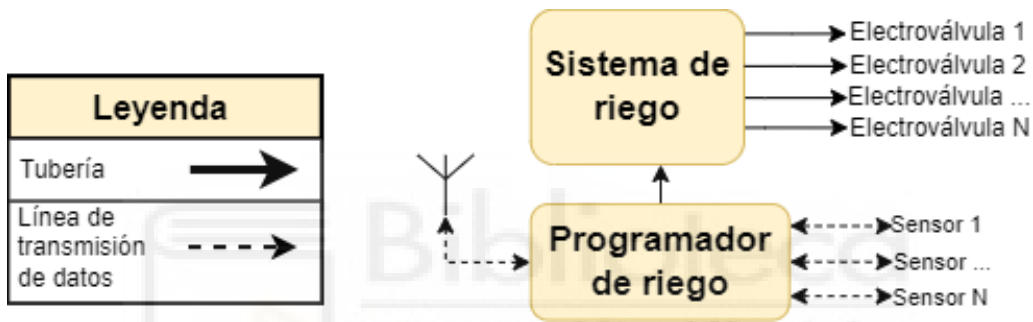 Leyenda
Tubería
Línea de
transmisión
de datos
Sistema de
riego
Electroválvula 1
Electroválvula 2
Electroválvula ...
Electroválvula N
Programador
de riego
Sensor 1
Sensor ...
Sensor N
Biblioteca